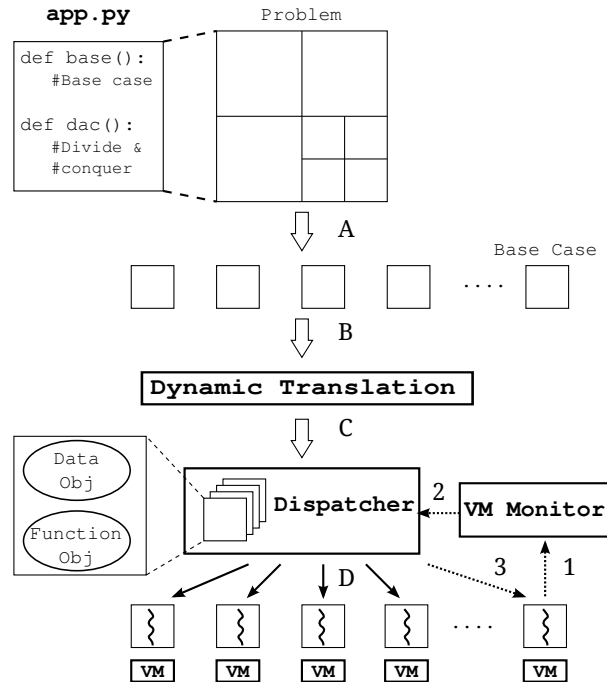 app.py
Problem
def base():
#Base case
def dac():
#Divide &
#conquer
A
Base Case
....
B
Dynamic Translation
C
Data
Obj
Function
Obj
Dispatcher
2
VM Monitor
D
3
1
....
VM
VM
VM
VM
VM